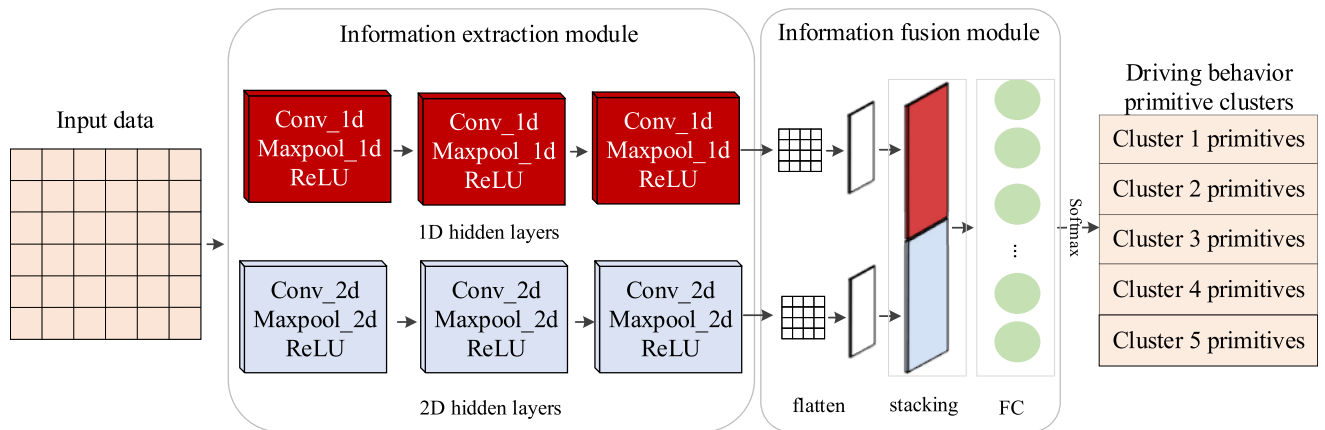 Input data
Information extraction module
Conv_1d
Maxpool_1d
ReLU
Conv_1d
Maxpool_1d
ReLU
Conv_1d
Maxpool_1d
ReLU
1D hidden layers
Conv_2d
Maxpool_2d
ReLU
Conv_2d
Maxpool_2d
ReLU
Conv_2d
Maxpool_2d
ReLU
2D hidden layers
Information fusion module
...
flatten
stacking
FC
Softmax
Driving behavior
primitive clusters
Cluster 1 primitives
Cluster 2 primitives
Cluster 3 primitives
Cluster 4 primitives
Cluster 5 primitives